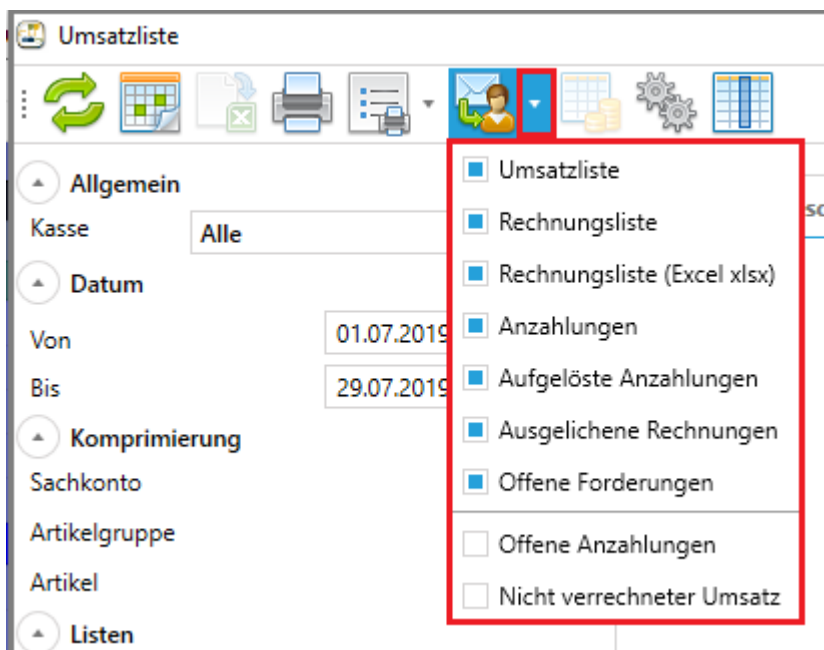 Umsatzliste
Allgemein
Kasse
Alle
Datum
Von
01.07.2019
Bis
29.07.2019
Komprimierung
Sachkonto
Artikelgruppe
Artikel
Listen
Umsatzliste
Rechnungsliste
Rechnungsliste (Excel xlsx)
Anzahlungen
Aufgelöste Anzahlungen
Ausgelichene Rechnungen
Offene Forderungen
Offene Anzahlungen
Nicht verrechneter Umsatz